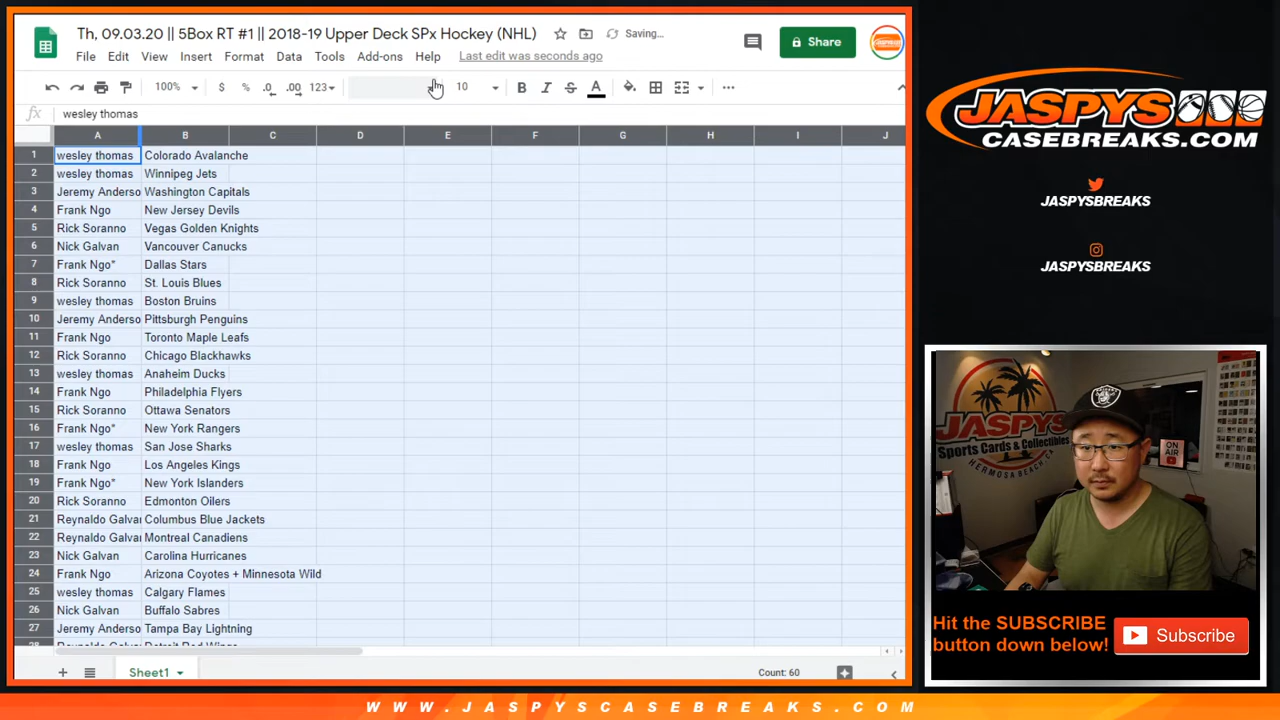 Th, 09.03.20 || 5Box RT #1 || 2018-19 Upper Deck SPx Hockey (NHL)
Saving...
File Edit View Insert Format Data Tools Add-ons Help Last edit was seconds ago
Share
100% $ % .0 .00 123 10 B I S A
fx wesley thomas
A B C D E F G H I J
1 wesley thomas Colorado Avalanche
2 wesley thomas Winnipeg Jets
3 Jeremy Anderso Washington Capitals
4 Frank Ngo New Jersey Devils
5 Rick Soranno Vegas Golden Knights
6 Nick Galvan Vancouver Canucks
7 Frank Ngo* Dallas Stars
8 Rick Soranno St. Louis Blues
9 wesley thomas Boston Bruins
10 Jeremy Anderso Pittsburgh Penguins
11 Frank Ngo Toronto Maple Leafs
12 Rick Soranno Chicago Blackhawks
13 wesley thomas Anaheim Ducks
14 Frank Ngo Philadelphia Flyers
15 Rick Soranno Ottawa Senators
16 Frank Ngo* New York Rangers
17 wesley thomas San Jose Sharks
18 Frank Ngo Los Angeles Kings
19 Frank Ngo* New York Islanders
20 Rick Soranno Edmonton Oilers
21 Reynaldo Galvan Columbus Blue Jackets
22 Reynaldo Galvan Montreal Canadiens
23 Nick Galvan Carolina Hurricanes
24 Frank Ngo Arizona Coyotes + Minnesota Wild
25 wesley thomas Calgary Flames
26 Nick Galvan Buffalo Sabres
27 Jeremy Anderso Tampa Bay Lightning
Sheet1
Count: 60
JASPYS
CASEBREAKS.COM
JASPYSBREAKS
JASPYSBREAKS
JASPYS
Sports Cards & Collectibles
HERMOSA BEACH, CA
ON AIR
Hit the SUBSCRIBE
button down below!
Subscribe
WWW.JASPYSCASEBREAKS.COM